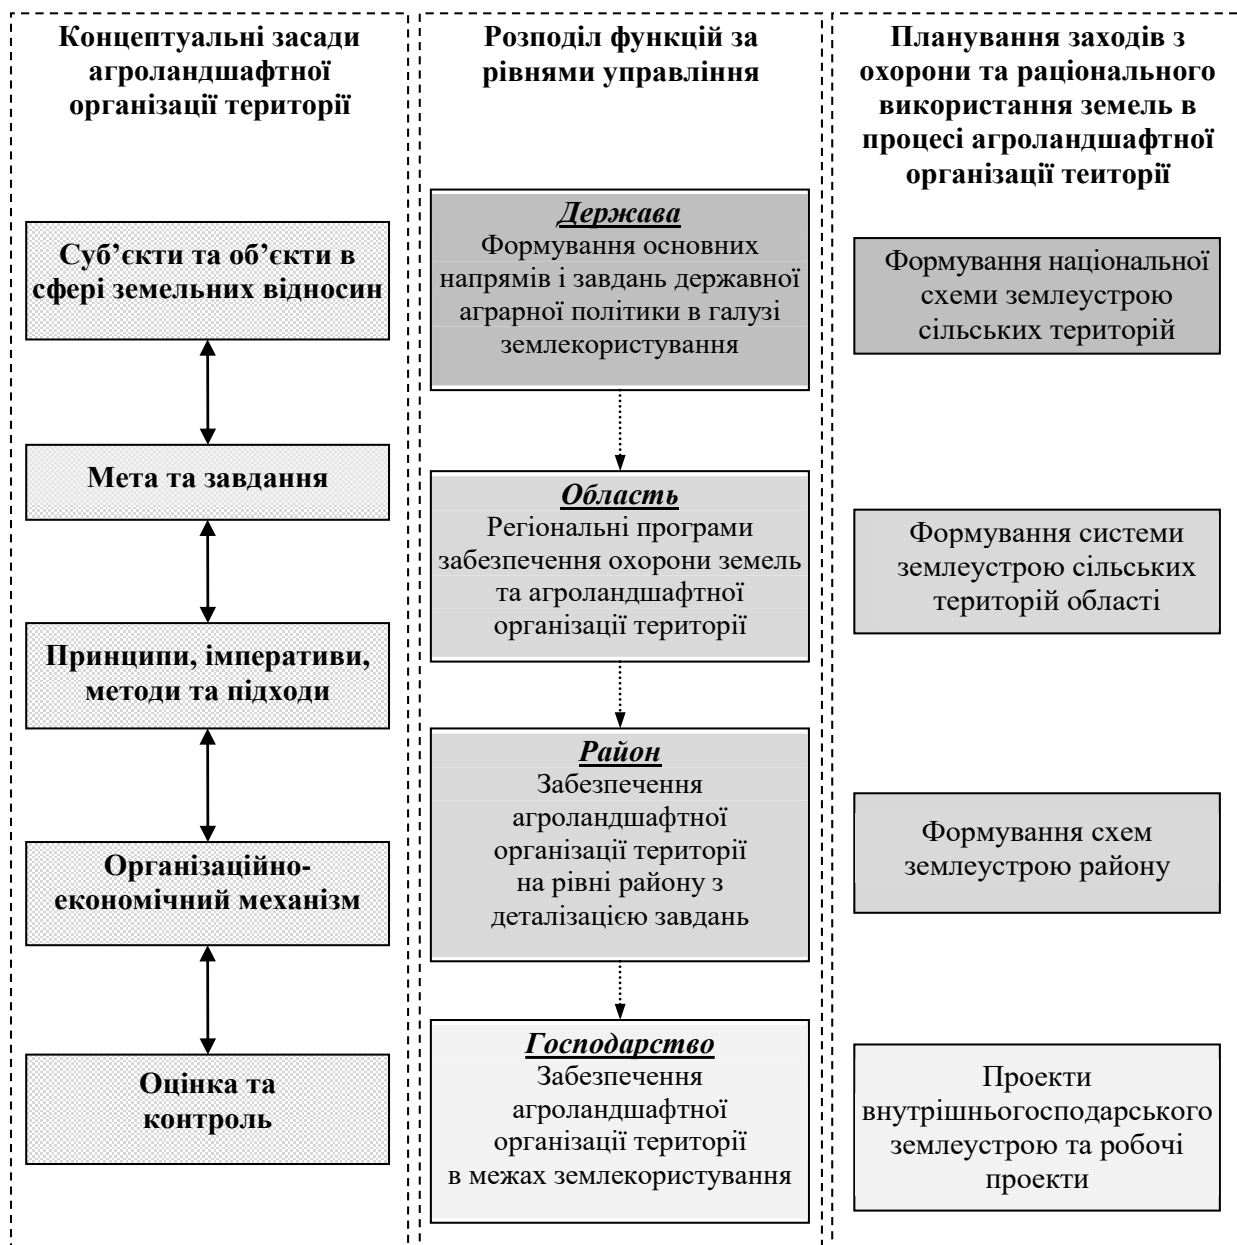 Концептуальні засади
агроландшафтної
організації території
Суб’єкти та об’єкти в
сфері земельних відносин
Мета та завдання
Принципи, імперативи,
методи та підходи
Організаційно-
економічний механізм
Оцінка та
контроль
Розподіл функцій за
рівнями управління
Держава
Формування основних
напрямів і завдань державної
аграрної політики в галузі
землекористування
Область
Регіональні програми
забезпечення охорони земель
та агроландшафтної
організації території
Район
Забезпечення
агроландшафтної
організації території
на рівні району з
деталізацією завдань
Господарство
Забезпечення
агроландшафтної
організації території
в межах землекористування
Планування заходів з
охорони та раціонального
використання земель в
процесі агроландшафтної
організації теиторії
Формування національної
схеми землеустрою
сільських територій
Формування системи
землеустрою сільських
територій області
Формування схем
землеустрою району
Проекти
внутрішньогосподарського
землеустрою та робочі
проекти